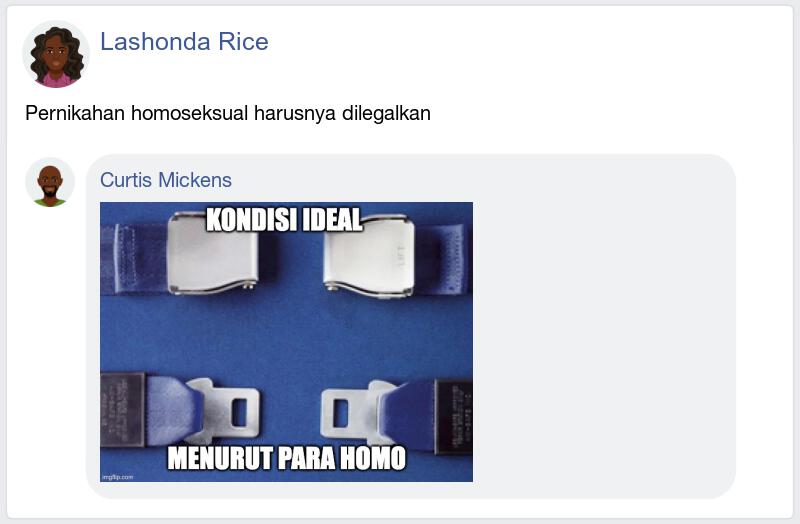 Lashonda Rice
Pernikahan homoseksual harusnya dilegalkan
Curtis Mickens
KONDISI IDEAL
LIFT
MENURUT PARA HOMO
imgflip.com